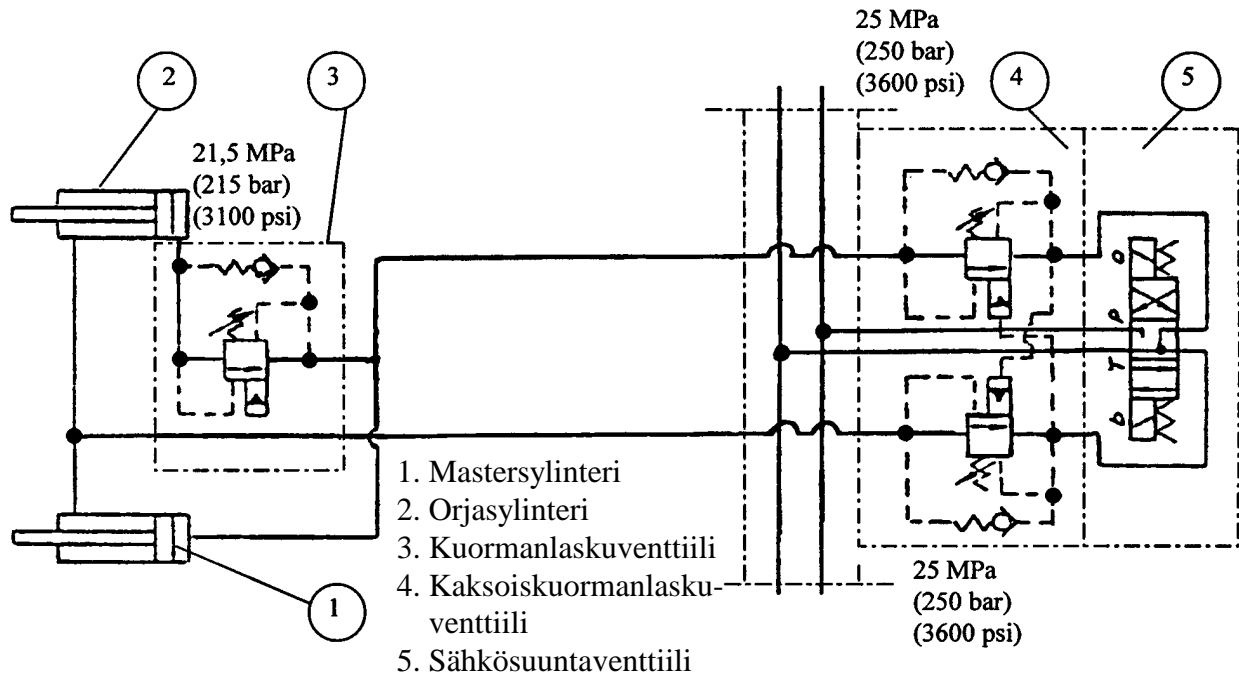 25 MPa
(250 bar)
(3600 psi)
2
3
4
5
21,5 MPa
(215 bar)
(3100 psi)
a
P
T
b
1. Mastersylinteri
2. Orjasylinteri
3. Kuormanlaskuventtiili
4. Kaksoiskuormanlasku-
venttiili
5. Sähkösuuntaventtiili
1
25 MPa
(250 bar)
(3600 psi)